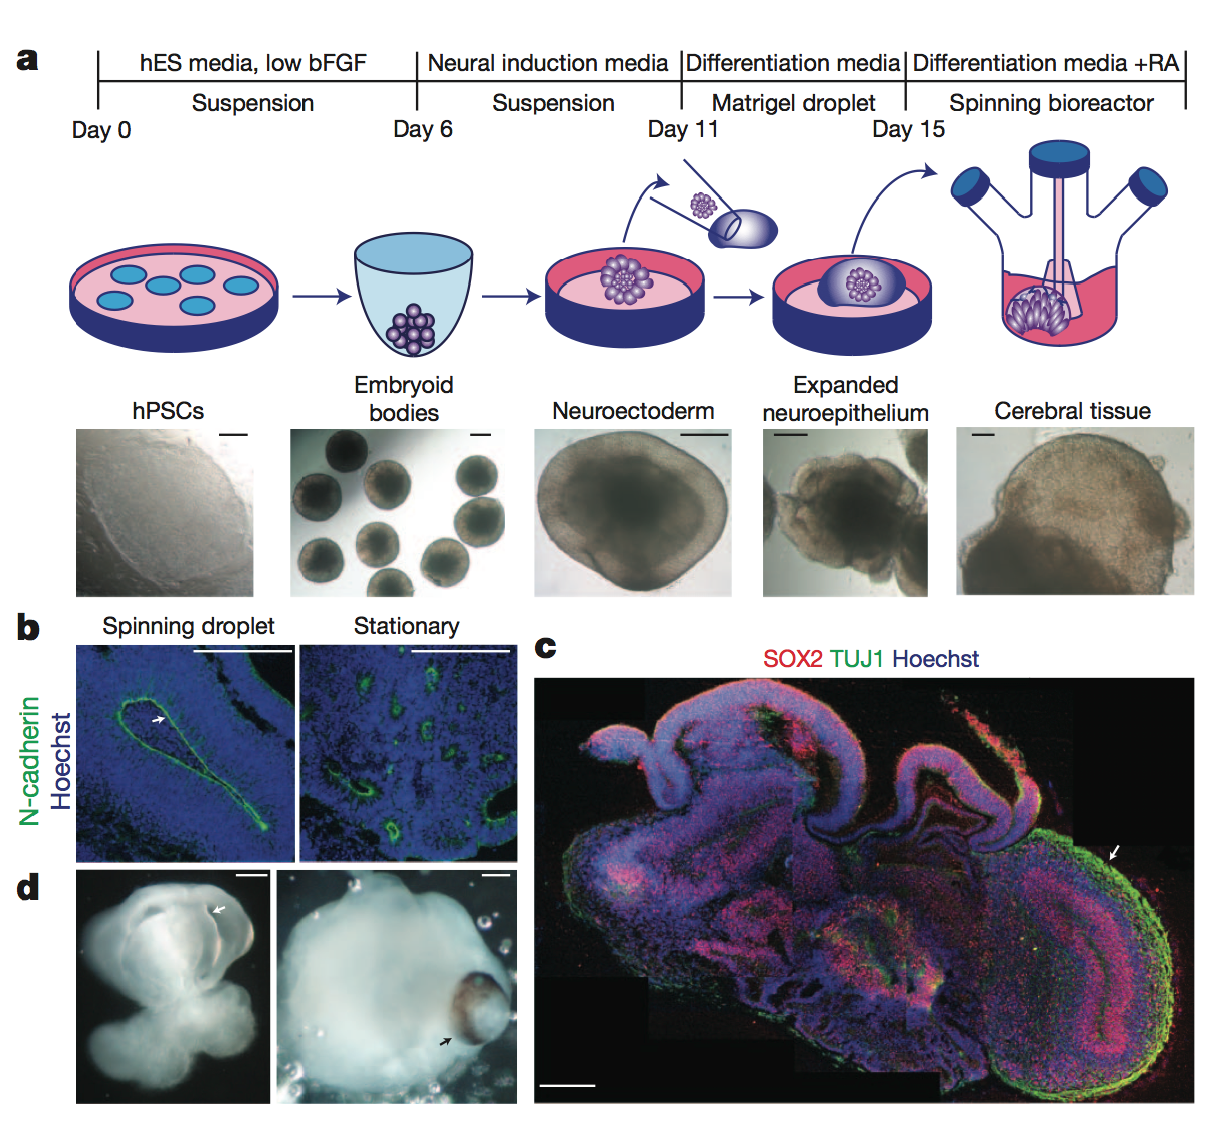 a
hES media, low bFGF
Neural induction media
Differentiation media
Differentiation media +RA
Suspension
Suspension
Matrigel droplet
Spinning bioreactor
Day 0
Day 6
Day 11
Day 15
hPSCs
Embryoid
bodies
Neuroectoderm
Expanded
neuroepithelium
Cerebral tissue
b
Spinning droplet
Stationary
N-cadherin
Hoechst
c
SOX2 TUJ1 Hoechst
d